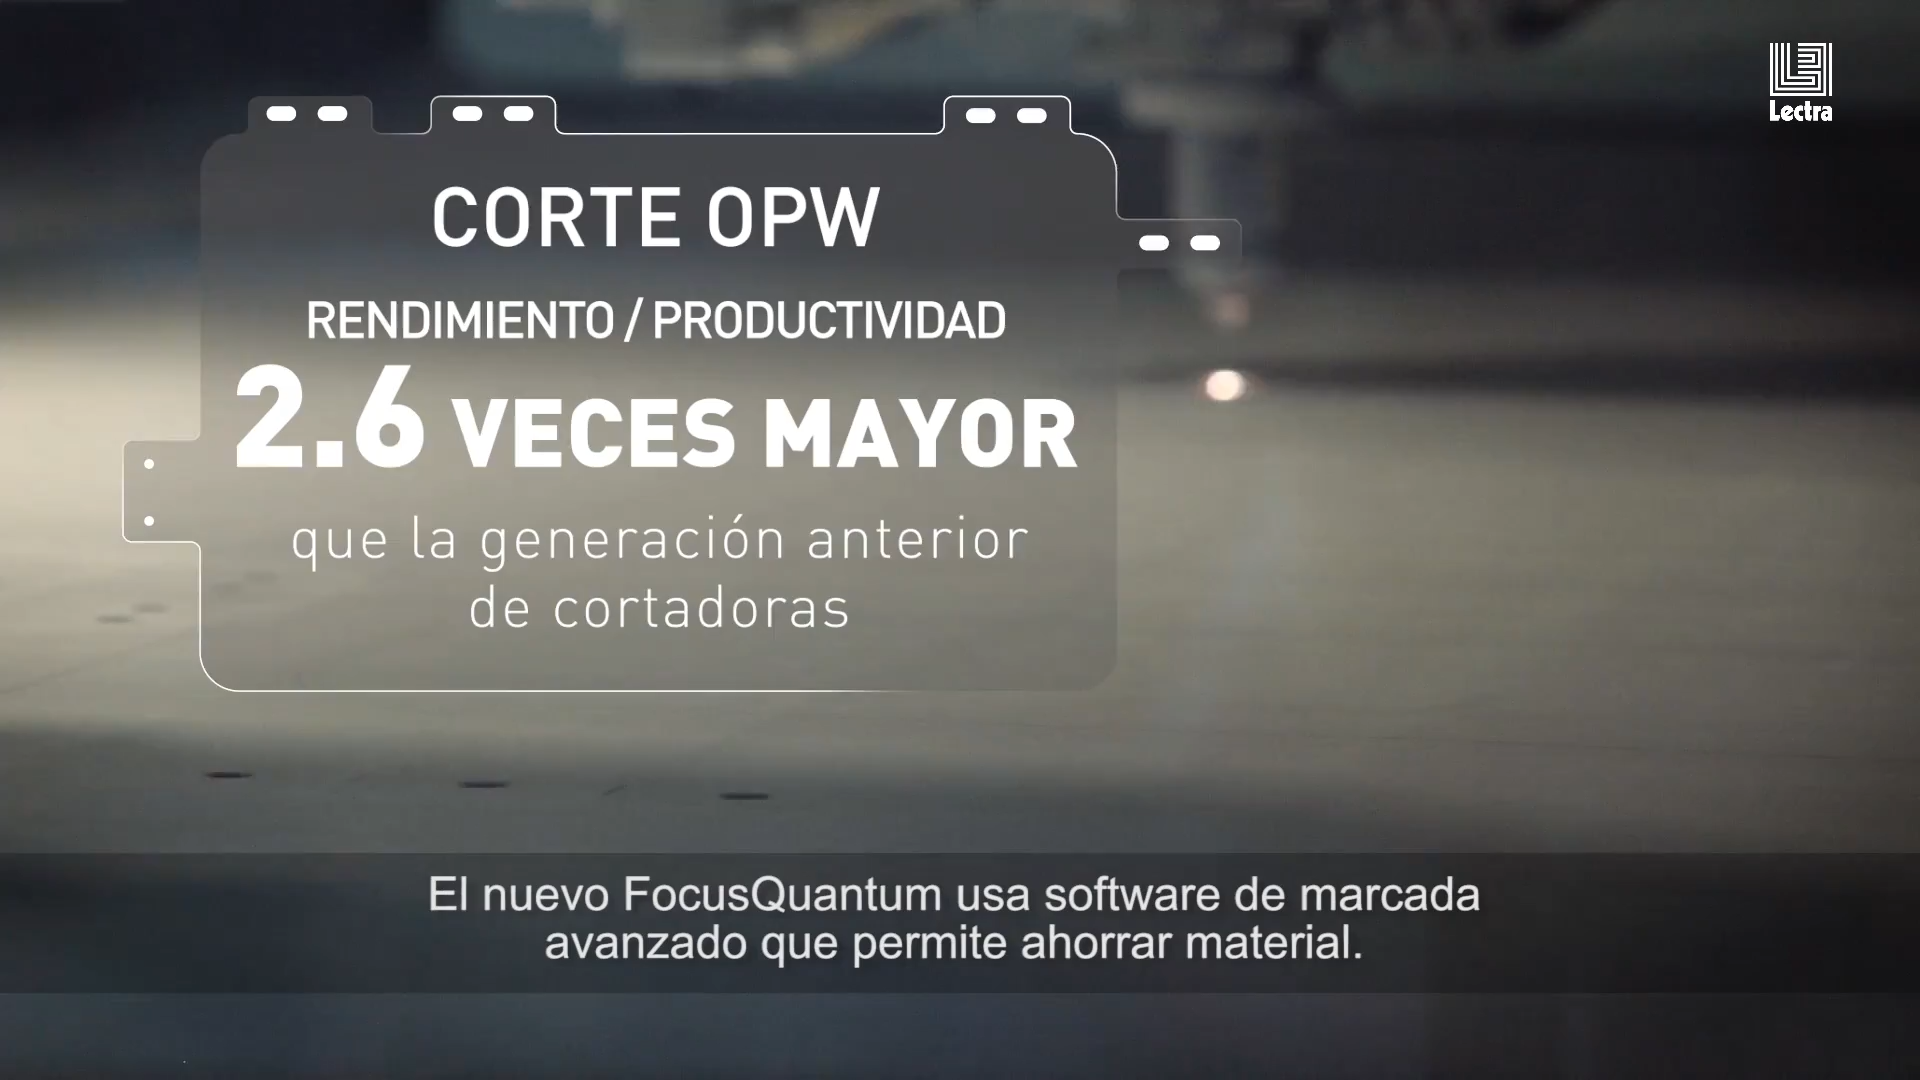 Lectra
CORTE OPW
RENDIMIENTO / PRODUCTIVIDAD
2.6 VECES MAYOR
que la generación anterior
de cortadoras
El nuevo FocusQuantum usa software de marcada
avanzado que permite ahorrar material.